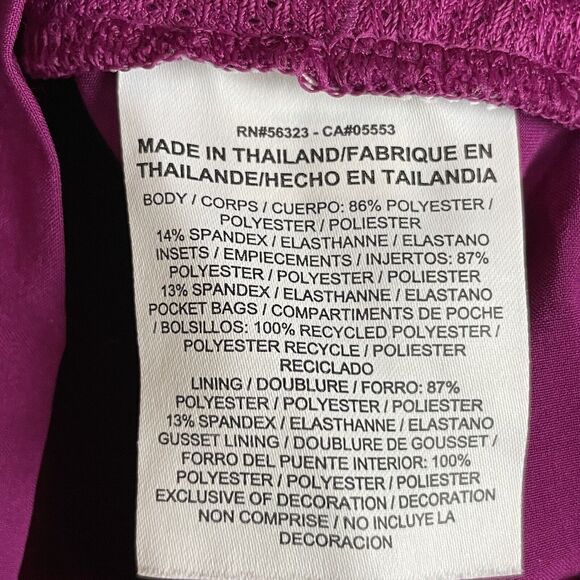 RN#56323 - CA#05553
MADE IN THAILAND/FABRIQUE EN
THAILANDE/HECHO EN TAILANDIA
BODY / CORPS / CUERPO: 86% POLYESTER /
POLYESTER / POLIESTER
14% SPANDEX / ELASTHANNE / ELASTANO
INSETS / EMPIECEMENTS / INJERTOS: 87%
POLYESTER / POLYESTER / POLIESTER
13% SPANDEX / ELASTHANNE / ELASTANO
POCKET BAGS / COMPARTIMENTS DE POCHE
/ BOLSILLOS: 100% RECYCLED POLYESTER /
POLYESTER RECYCLE / POLIESTER
RECICLADO
LINING / DOUBLURE / FORRO: 87%
POLYESTER / POLYESTER / POLIESTER
13% SPANDEX / ELASTHANNE / ELASTANO
GUSSET LINING / DOUBLURE DE GOUSSET /
FORRO DEL PUENTE INTERIOR: 100%
POLYESTER / POLYESTER / POLIESTER
EXCLUSIVE OF DECORATION / DECORATION
NON COMPRISE / NO INCLUYE LA
DECORACION